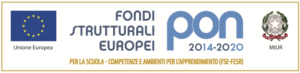 FONDI
STRUTTURALI
EUROPEI
pon
2014-2020
Unione Europea
MIUR
PER LA SCUOLA - COMPETENZE E AMBIENTI PER L'APPRENDIMENTO (FSE-FESR)